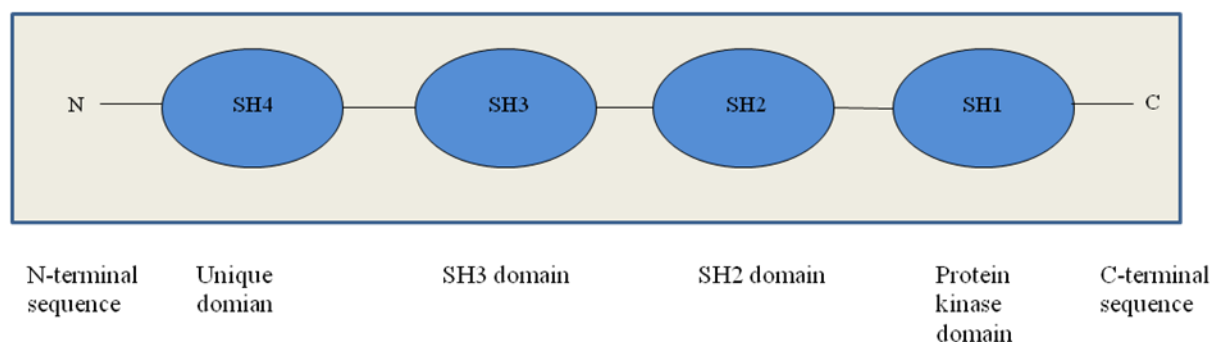 N SH4 SH3 SH2 SH1 C
N-terminal Unique SH3 domain SH2 domain Protein C-terminal
sequence domian kinase sequence
domain